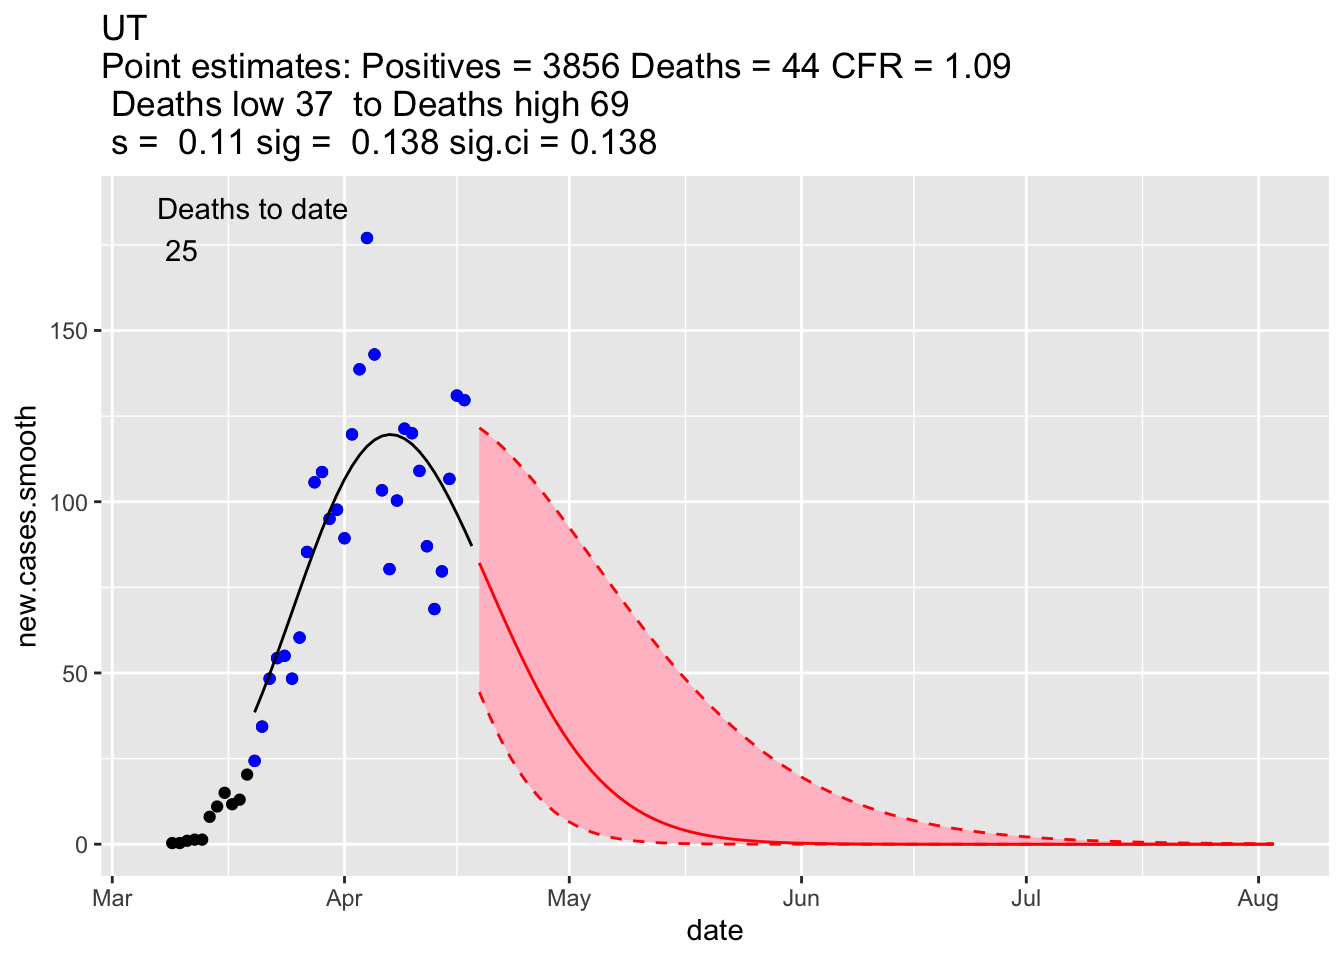 UT
Point estimates: Positives = 3856 Deaths = 44 CFR = 1.09
Deaths low 37  to Deaths high 69
s =  0.11 sig =  0.138 sig.ci = 0.138
Deaths to date
25
150
100
50
0
new.cases.smooth
Mar Apr May Jun Jul Aug
date